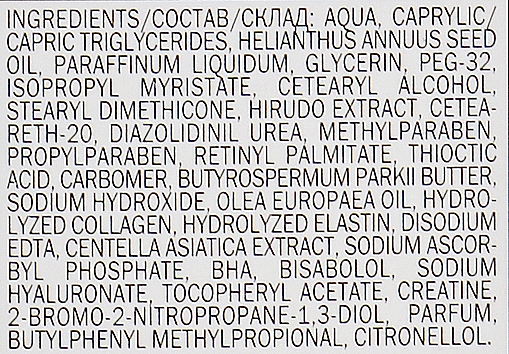 INGREDIENTS/СОСТАВ/СКЛАД: AQUA, CAPRYLIC/
CAPRIC TRIGLYCERIDES, HELIANTHUS ANNUUS SEED
OIL, PARAFFINUM LIQUIDUM, GLYCERIN, PEG-32,
ISOPROPYL MYRISTATE, CETEARYL ALCOHOL,
STEARYL DIMETHICONE, HIRUDO EXTRACT, CETEA-
RETH-20, DIAZOLIDINIL UREA, METHYLPARABEN,
PROPYLPARABEN, RETINYL PALMITATE, THIOCTIC
ACID, CARBOMER, BUTYROSPERMUM PARKII BUTTER,
SODIUM HYDROXIDE, OLEA EUROPAEA OIL, HYDRO-
LYZED COLLAGEN, HYDROLYZED ELASTIN, DISODIUM
EDTA, CENTELLA ASIATICA EXTRACT, SODIUM ASCOR-
BYL PHOSPHATE, BHA, BISABOLOL, SODIUM
HYALURONATE, TOCOPHERYL ACETATE, CREATINE,
2-BROMO-2-NITROPROPANE-1,3-DIOL, PARFUM,
BUTYLPHENYL METHYLPROPIONAL, CITRONELLOL.